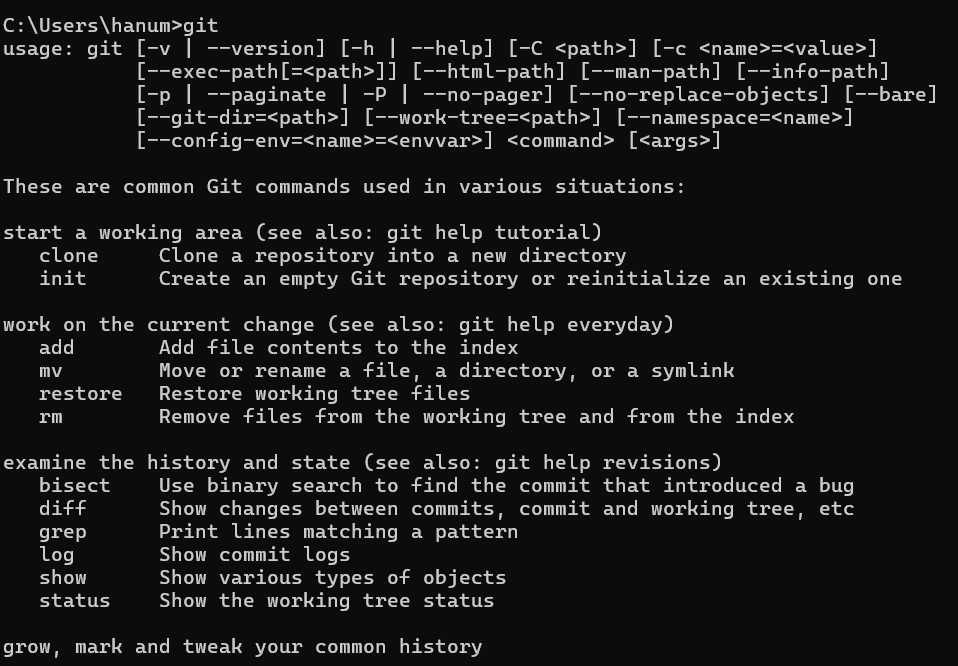 C:\Users\hanum>git
usage: git [-v | --version] [-h | --help] [-C <path>] [-c <name>=<value>]
           [--exec-path[=<path>]] [--html-path] [--man-path] [--info-path]
           [-p | --paginate | -P | --no-pager] [--no-replace-objects] [--bare]
           [--git-dir=<path>] [--work-tree=<path>] [--namespace=<name>]
           [--config-env=<name>=<envvar>] <command> [<args>]

These are common Git commands used in various situations:

start a working area (see also: git help tutorial)
   clone     Clone a repository into a new directory
   init      Create an empty Git repository or reinitialize an existing one

work on the current change (see also: git help everyday)
   add       Add file contents to the index
   mv        Move or rename a file, a directory, or a symlink
   restore   Restore working tree files
   rm        Remove files from the working tree and from the index

examine the history and state (see also: git help revisions)
   bisect    Use binary search to find the commit that introduced a bug
   diff      Show changes between commits, commit and working tree, etc
   grep      Print lines matching a pattern
   log       Show commit logs
   show      Show various types of objects
   status    Show the working tree status

grow, mark and tweak your common history